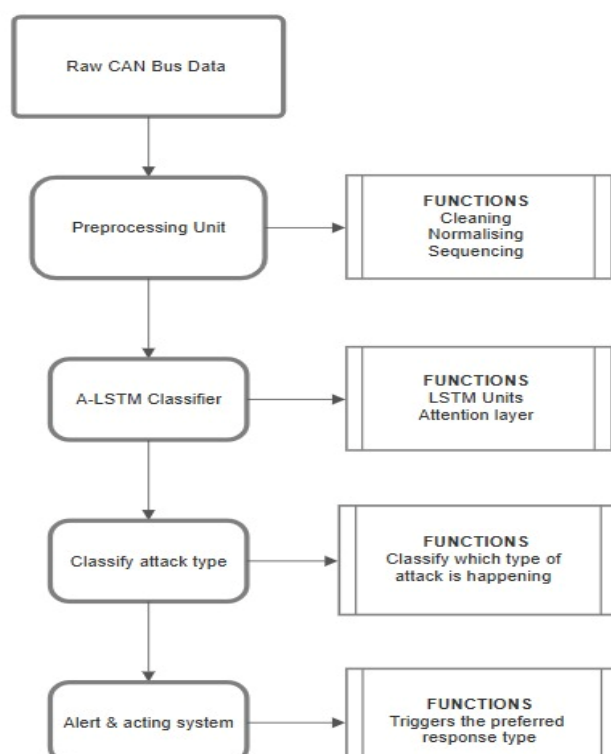 Raw CAN Bus Data
Preprocessing Unit
FUNCTIONS
Cleaning
Normalising
Sequencing
A-LSTM Classifier
FUNCTIONS
LSTM Units
Attention layer
Classify attack type
FUNCTIONS
Classify which type of
attack is happening
Alert & acting system
FUNCTIONS
Triggers the preferred
response type